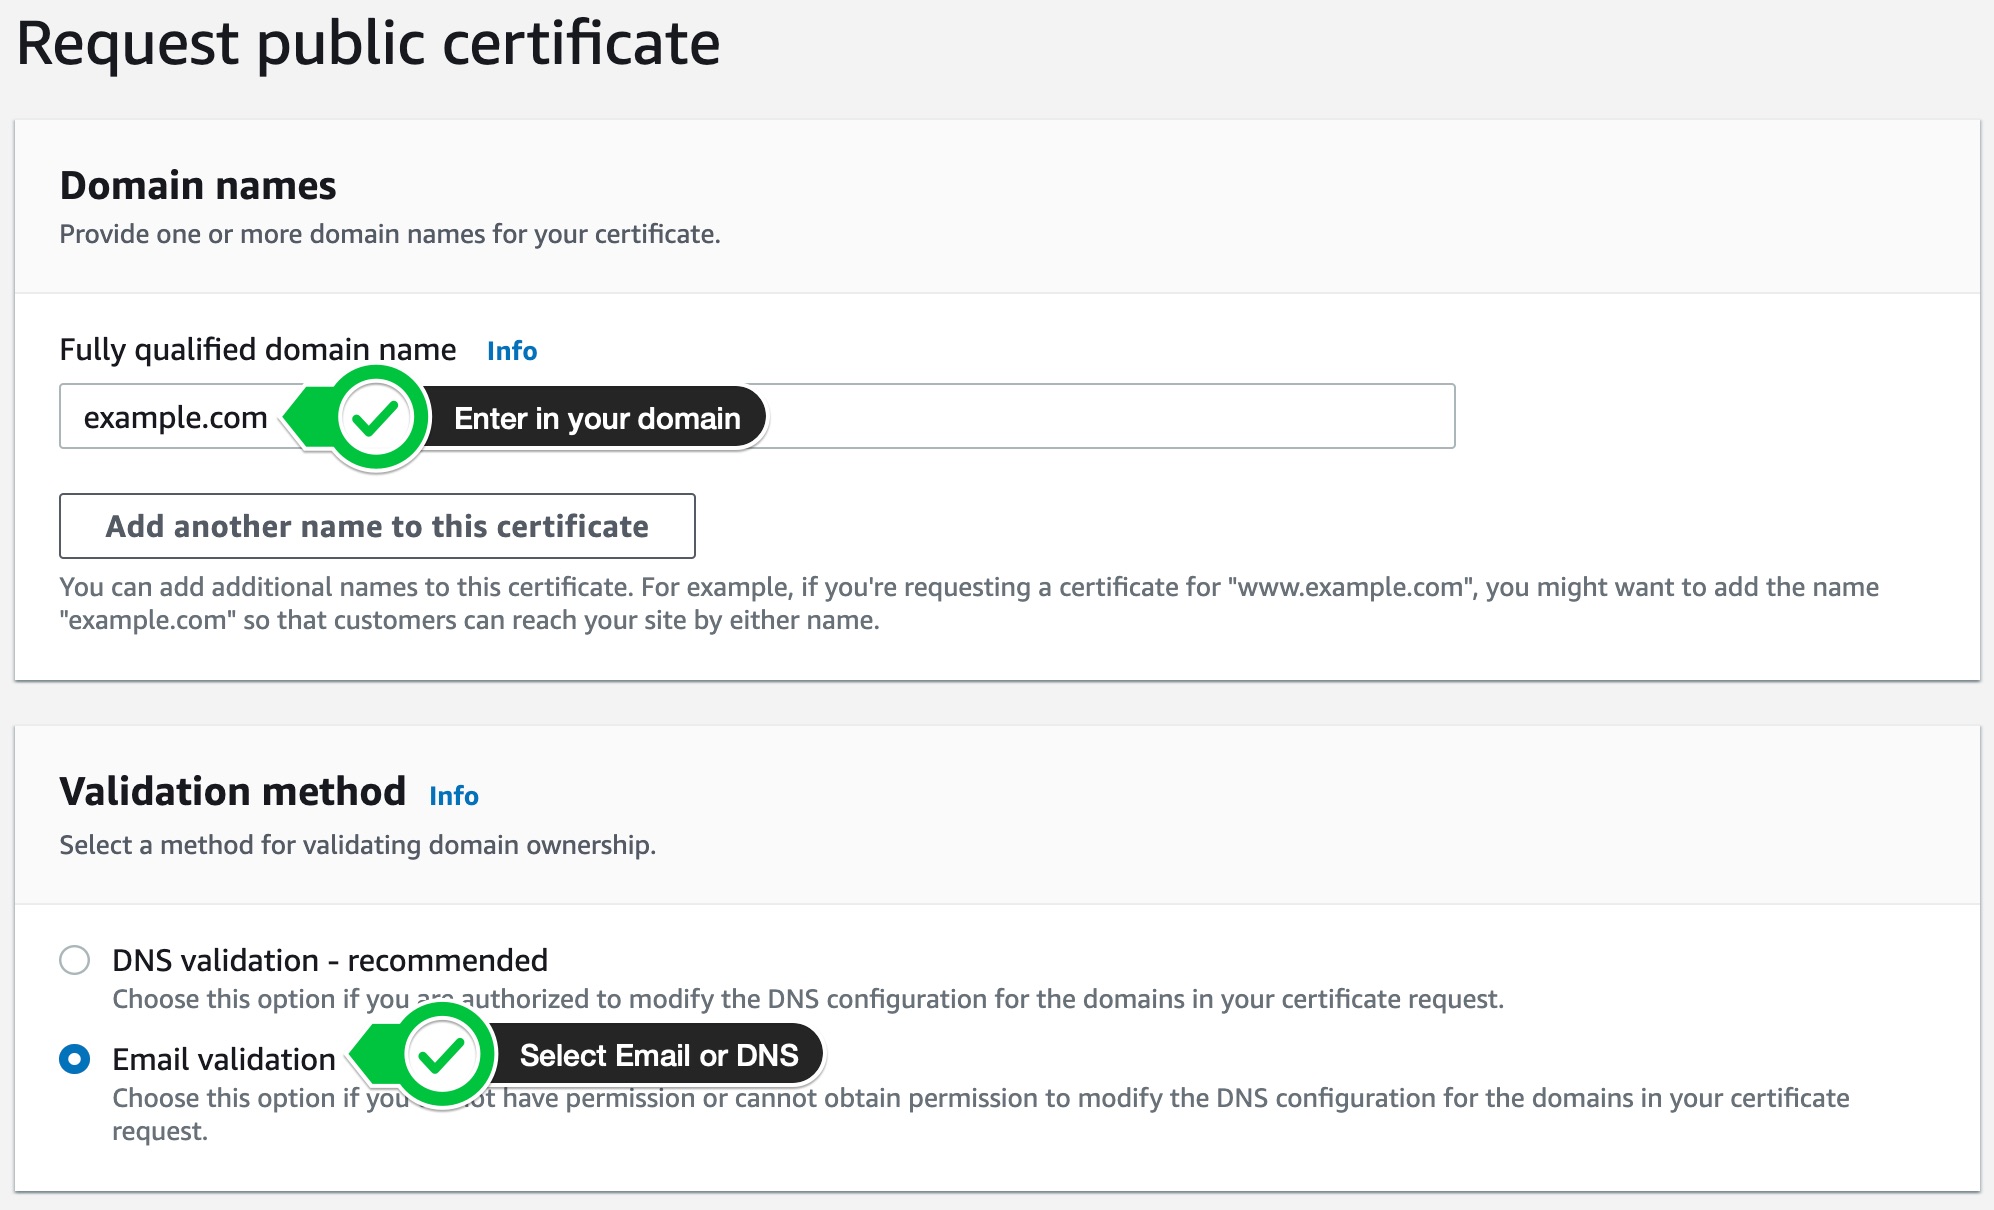 Request public certificate
Domain names
Provide one or more domain names for your certificate.
Fully qualified domain name Info
example.com Enter in your domain
Add another name to this certificate
You can add additional names to this certificate. For example, if you're requesting a certificate for "www.example.com", you might want to add the name
"example.com" so that customers can reach your site by either name.
Validation method Info
Select a method for validating domain ownership.
DNS validation - recommended
Choose this option if you are authorized to modify the DNS configuration for the domains in your certificate request.
Email validation Select Email or DNS
Choose this option if you have permission or cannot obtain permission to modify the DNS configuration for the domains in your certificate
request.